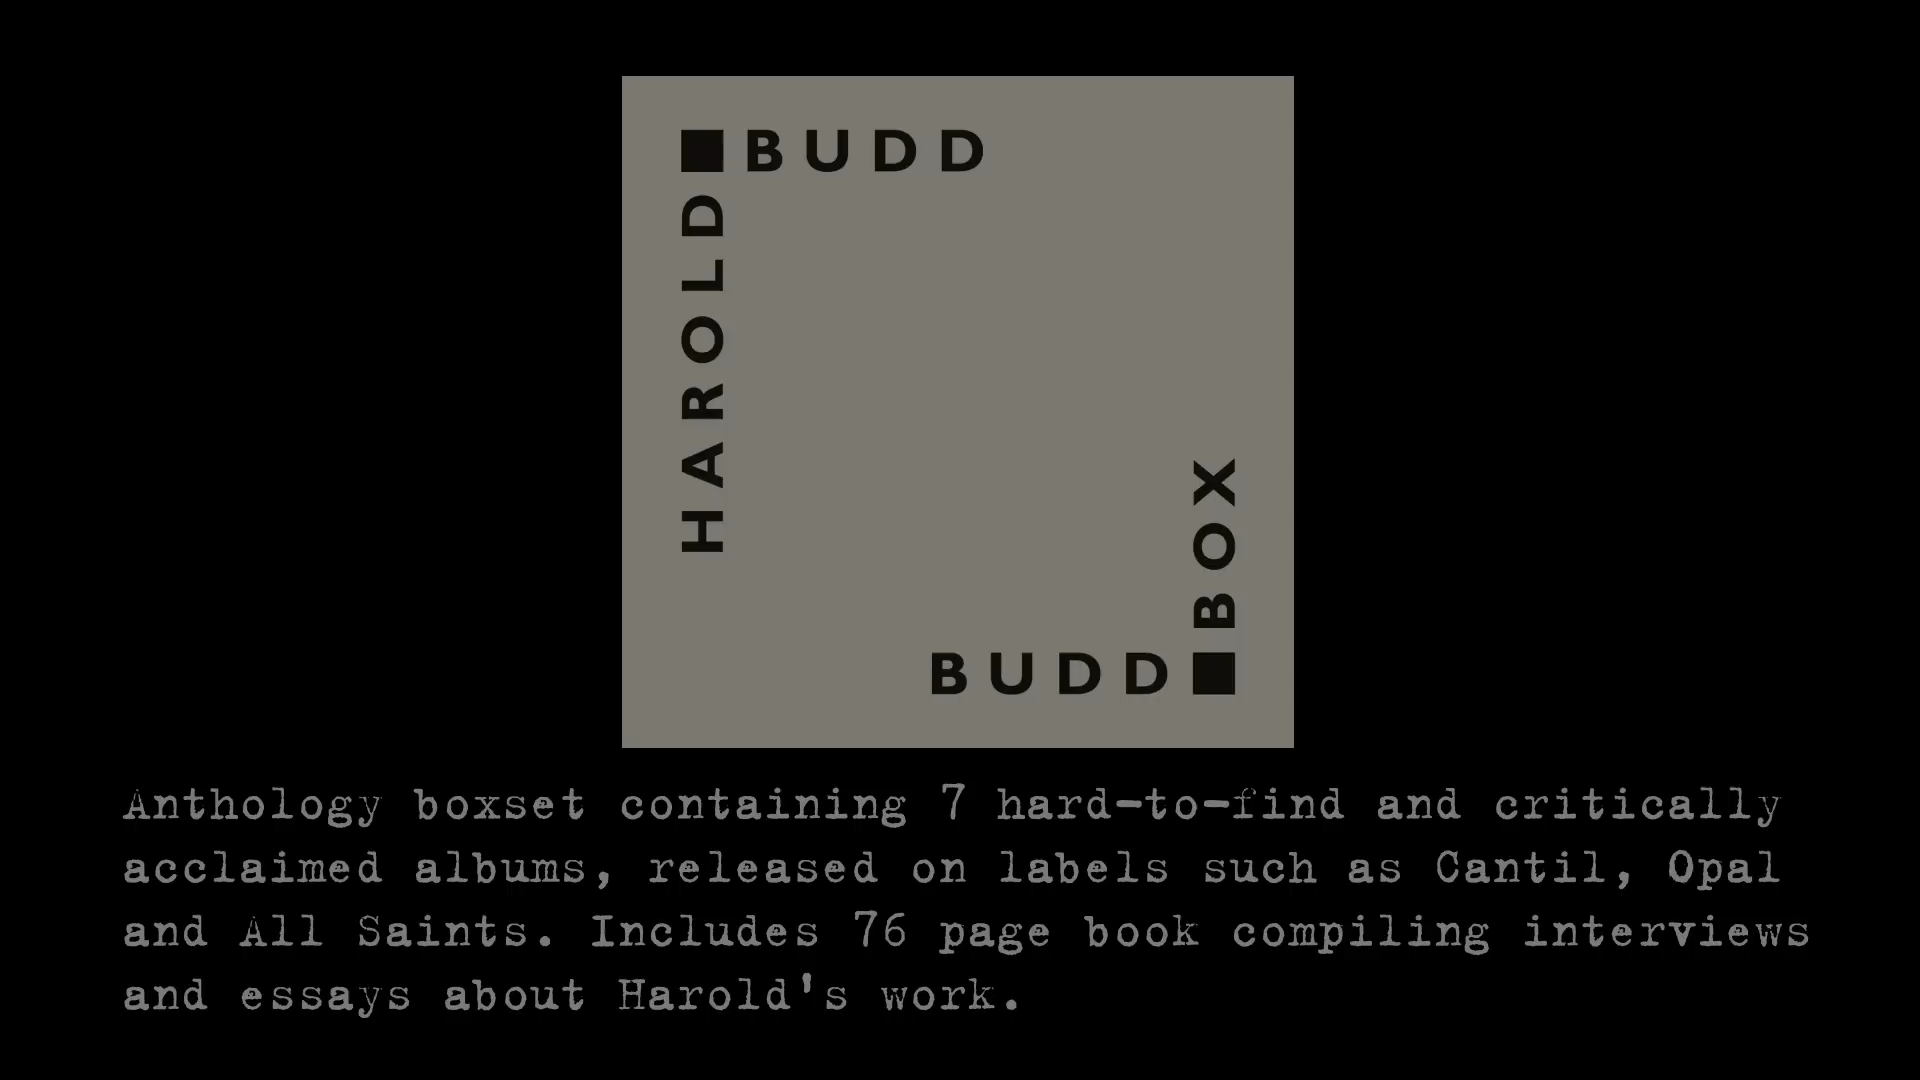 HAROLD
BUDD
BUDD
BOX
Anthology boxset containing 7 hard-to-find and critically
acclaimed albums, released on labels such as Cantil, Opal
and All Saints. Includes 76 page book compiling interviews
and essays about Harold's work.